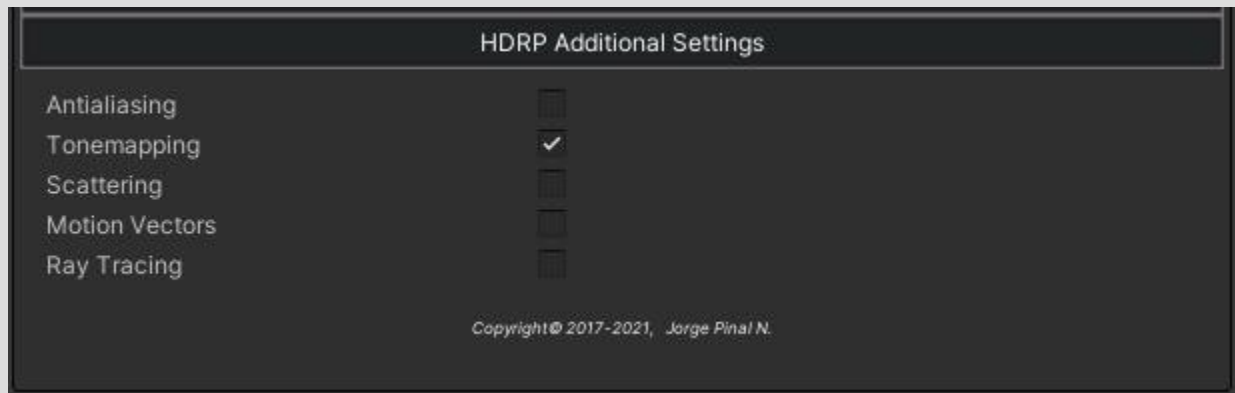 HDRP Additional Settings
Antialiasing
Tonemapping
Scattering
Motion Vectors
Ray Tracing
Copyright© 2017-2021, Jorge Pinal N.